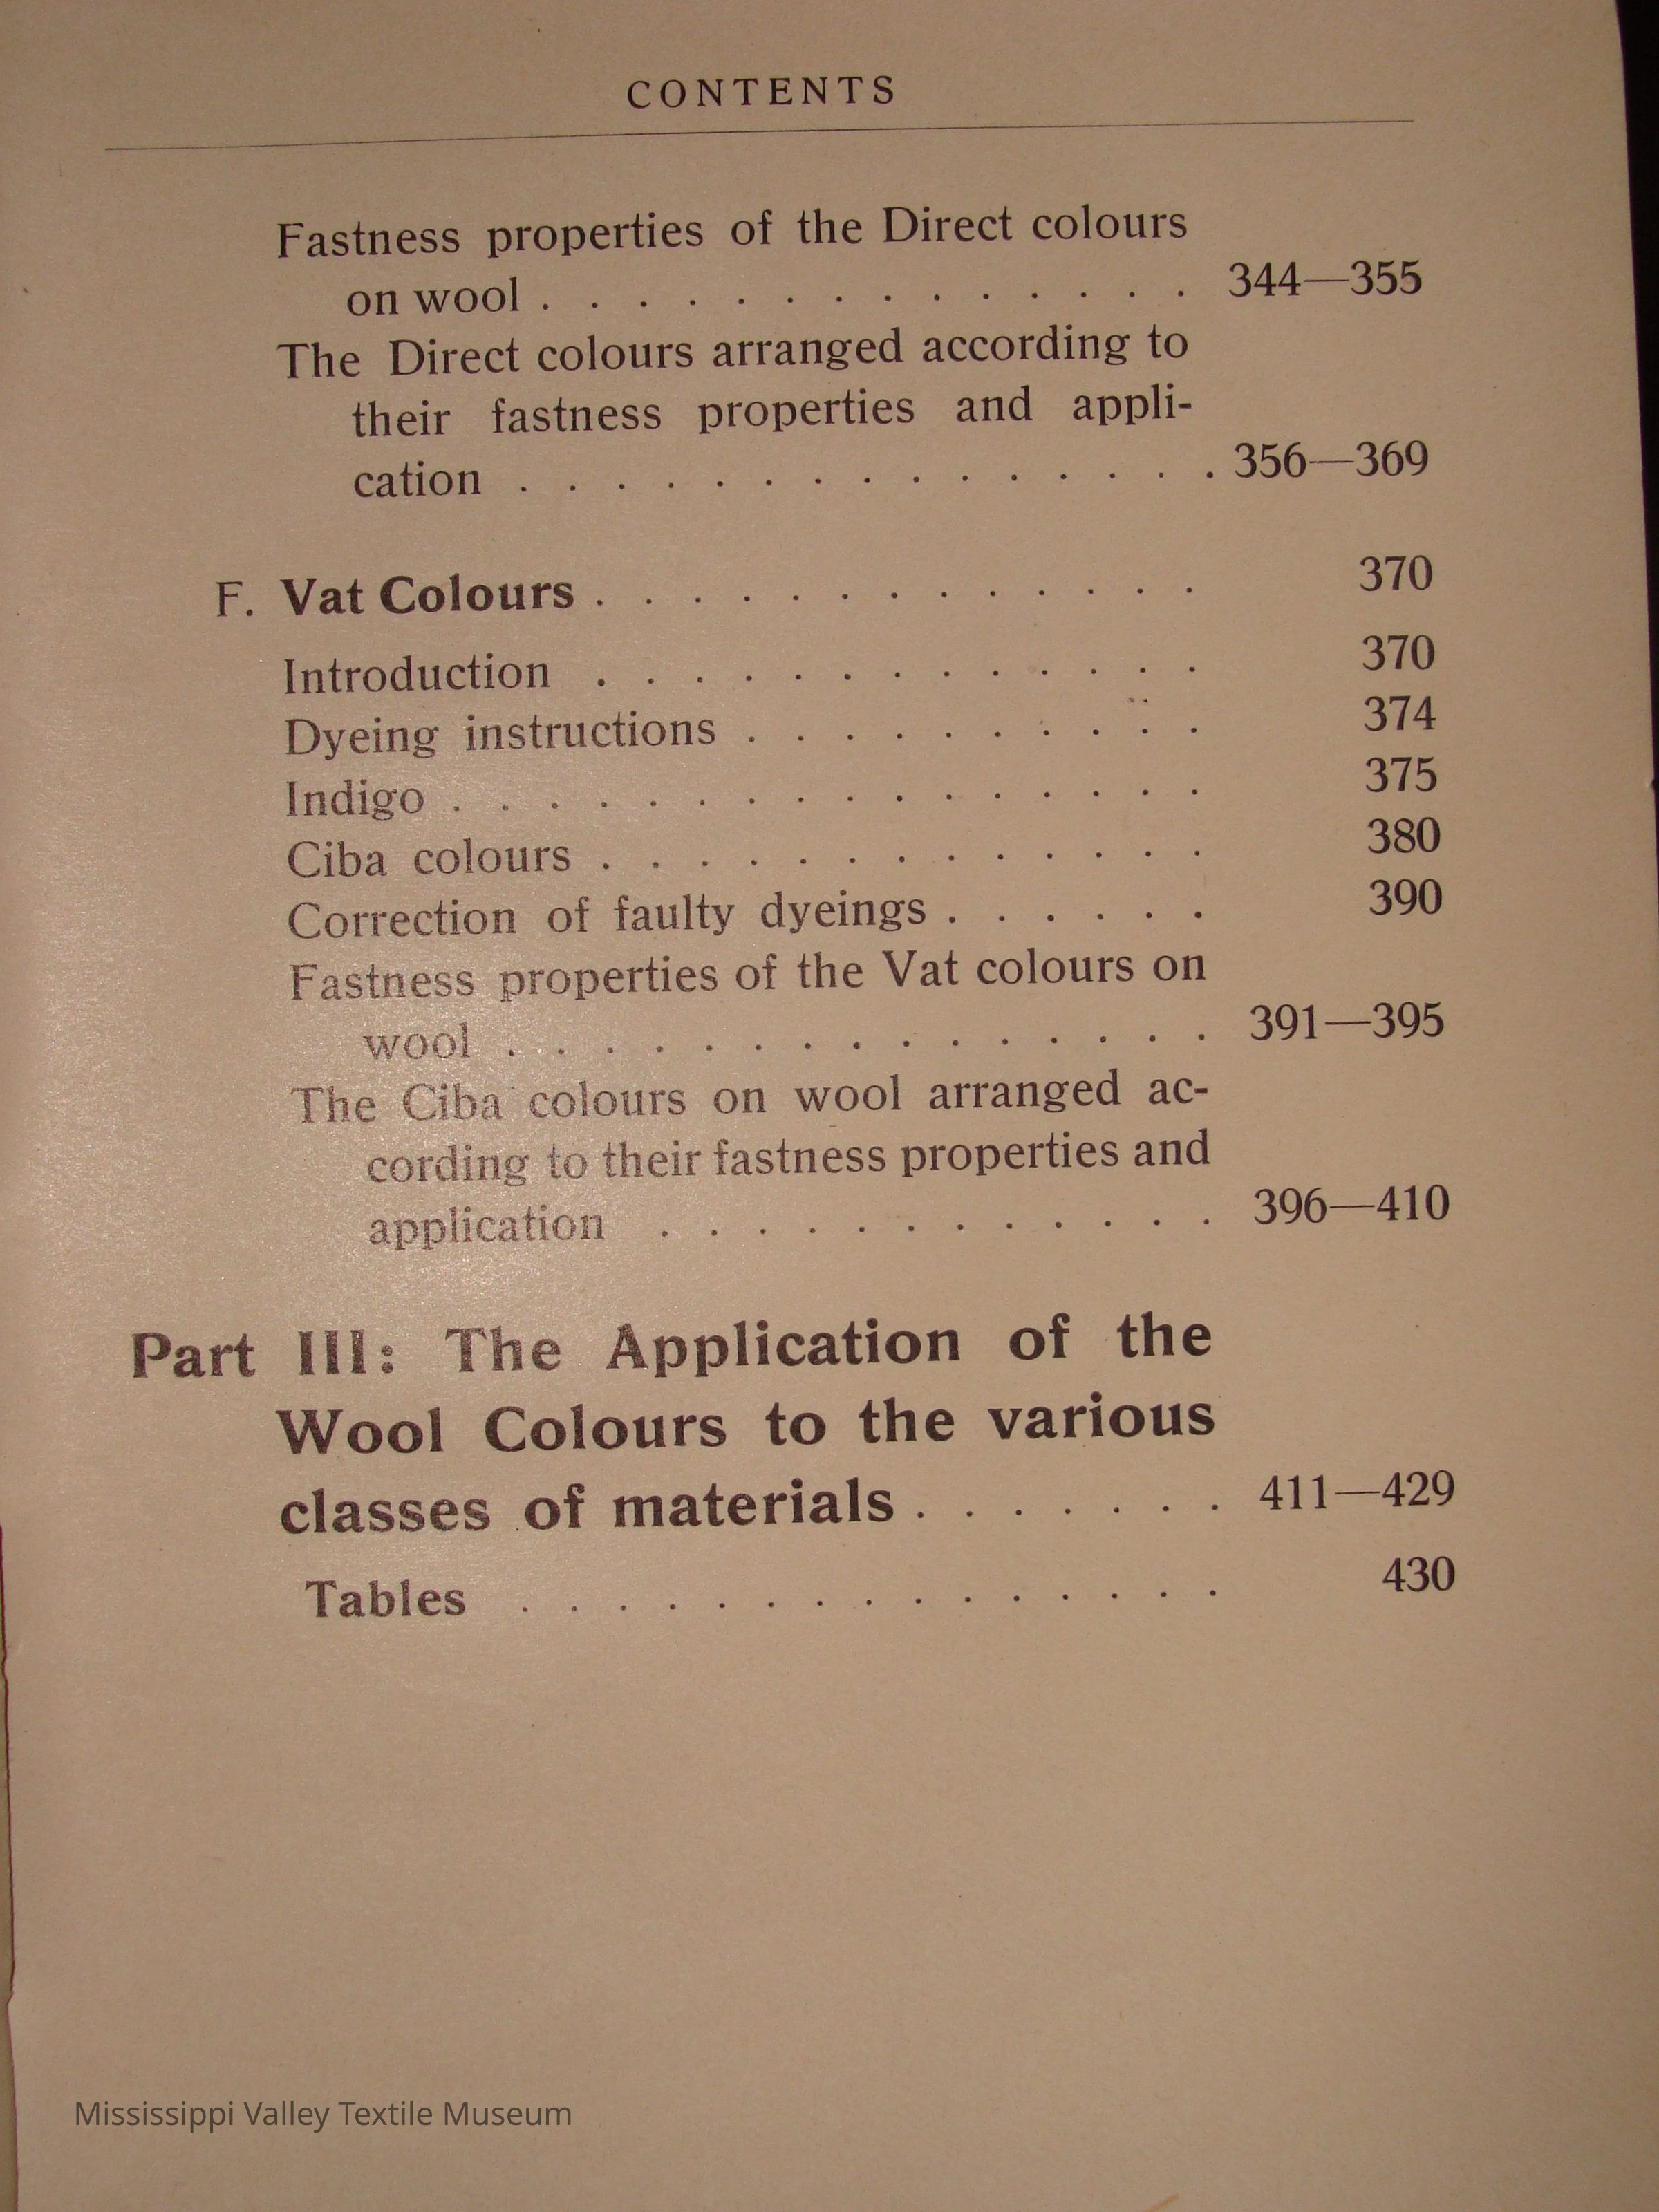 CONTENTS
Fastness properties of the Direct colours
on wool . . . . . . . . . . . . . . 344—355
The Direct colours arranged according to
their fastness properties and appli-
cation . . . . . . . . . . . . . . . 356—369
F. Vat Colours . . . . . . . . . . . . . 370
Introduction . . . . . . . . . . . . . 370
Dyeing instructions . . . . . . . . . . 374
Indigo . . . . . . . . . . . . . . . . 375
Ciba colours . . . . . . . . . . . . . 380
Correction of faulty dyeings . . . . . . 390
Fastness properties of the Vat colours on
wool . . . . . . . . . . . . . . . 391—395
The Ciba colours on wool arranged ac-
cording to their fastness properties and
application . . . . . . . . . . . . 396—410
Part III: The Application of the
Wool Colours to the various
classes of materials . . . . . . . 411—429
Tables . . . . . . . . . . . . . . . 430
Mississippi Valley Textile Museum